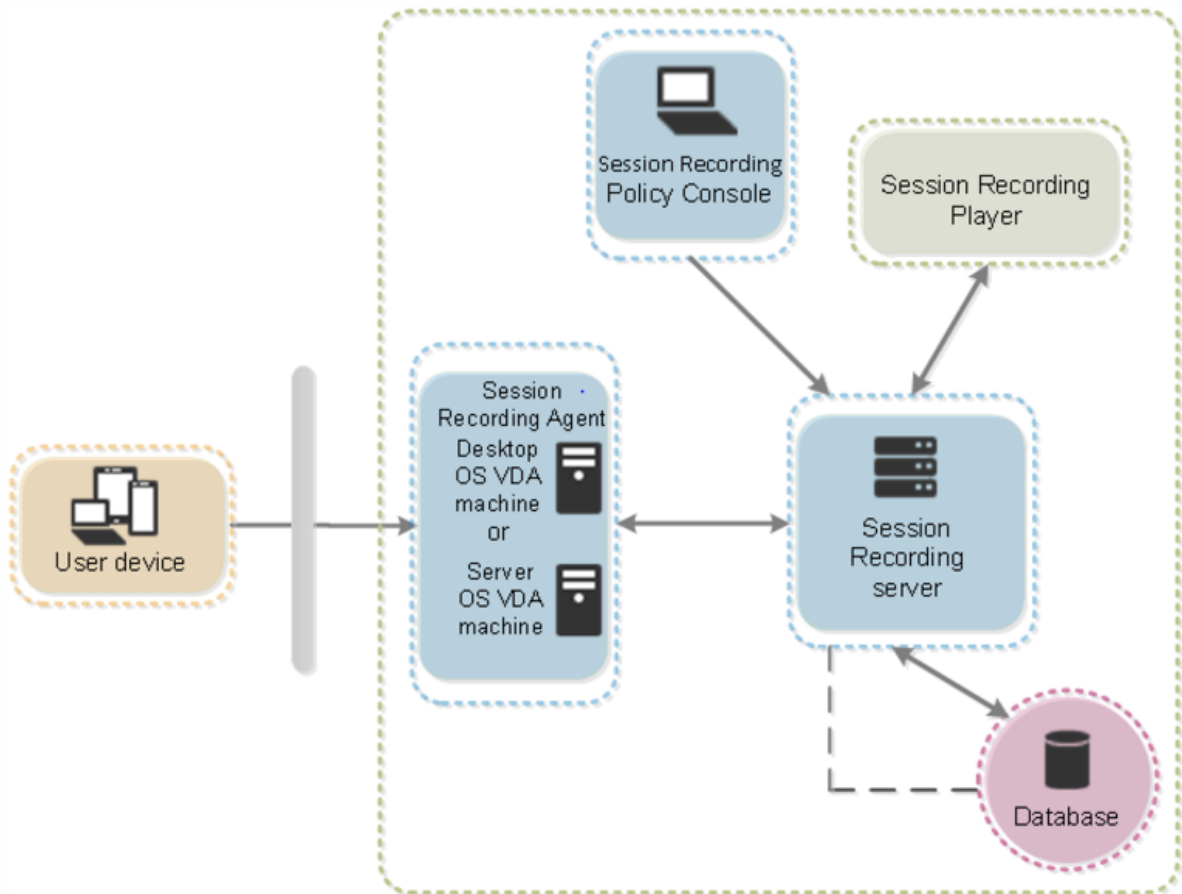 Session Recording
Policy Console
Session Recording
Player
Session
Recording Agent
Desktop
OS VDA
machine
or
Server
OS VDA
machine
User device
Session
Recording
server
Database